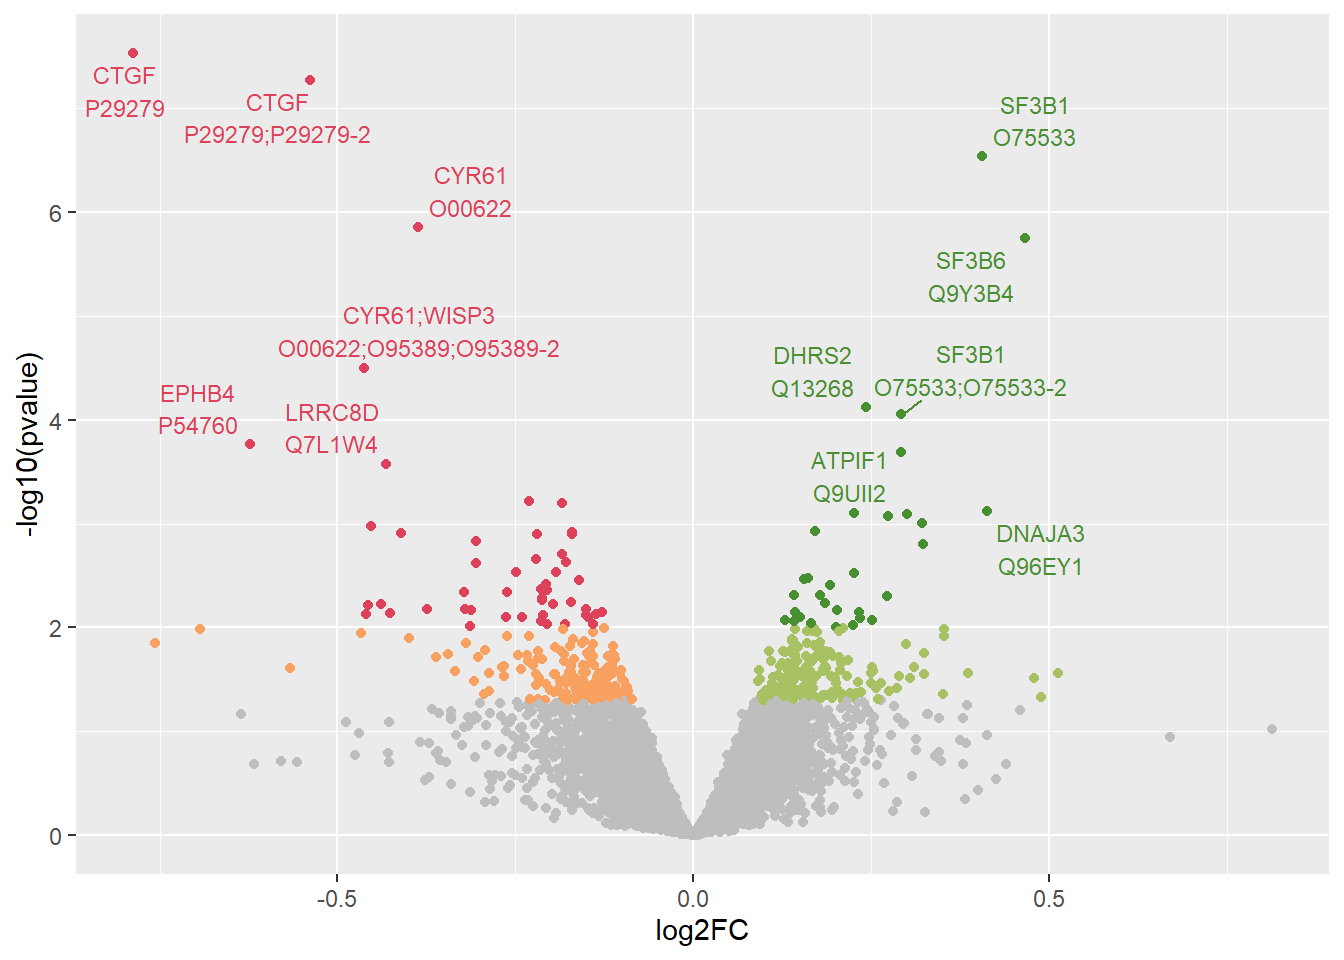 CTGF
P29279
CTGF
P29279;P29279-2
SF3B1
O75533
CYR61
O00622
SF3B6
Q9Y3B4
CYR61;WISP3
O00622;O95389;O95389-2
DHRS2
Q13268
SF3B1
O75533;O75533-2
EPHB4
P54760
LRRC8D
Q7L1W4
ATPIF1
Q9UII2
DNAJA3
Q96EY1
6
4
2
0
-log10(pvalue)
-0.5
0.0
0.5
log2FC